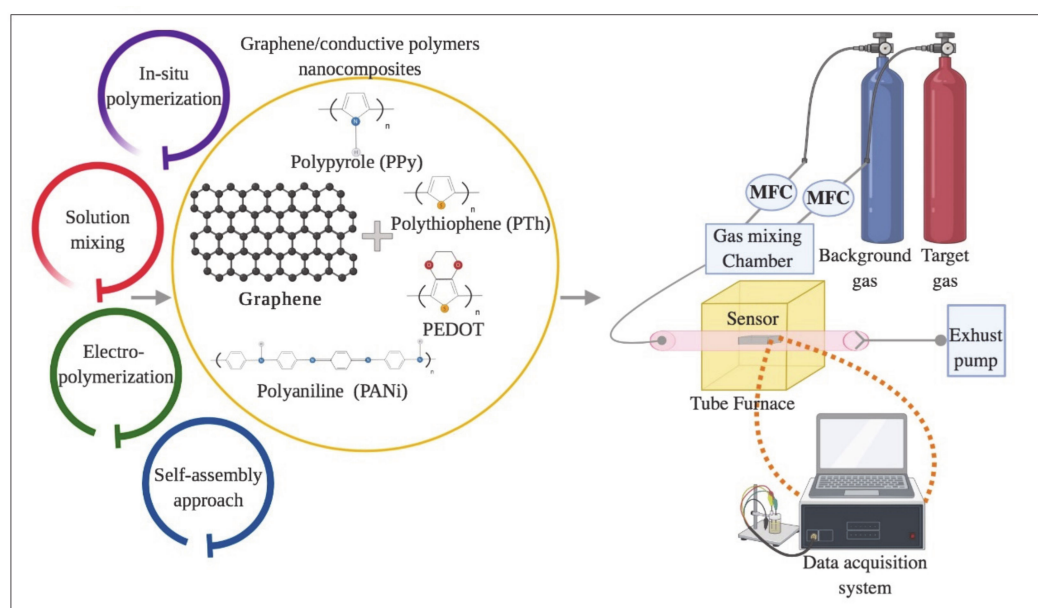 In-situ
polymerization
Solution
mixing
Electro-
polymerization
Self-assembly
approach
Graphene/conductive polymers
nanocomposites
n
N
H
Polypyrole (PPy)
n
S
Polythiophene (PTh)
Graphene
O O
S
n
PEDOT
n
Polyaniline (PANi)
MFC
MFC
Gas mixing
Chamber
Background
gas
Target
gas
Sensor
Tube Furnace
Exhust
pump
Data acquisition
system